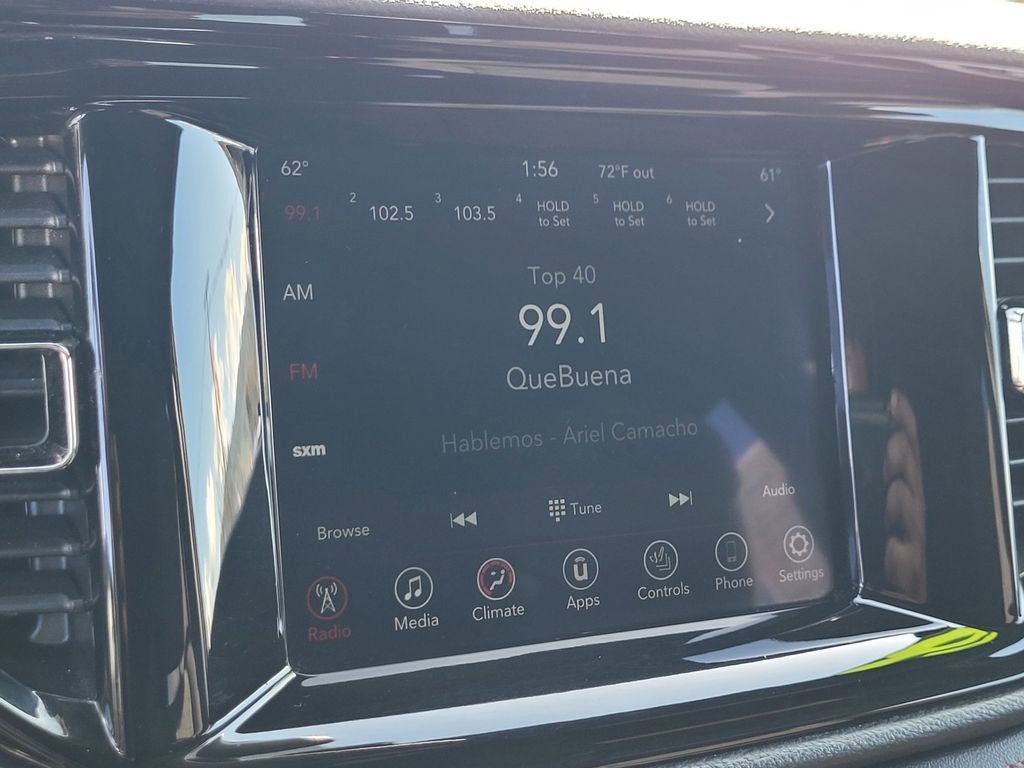 62° 1:56 72°F out 61°
99.1 2 102.5 3 103.5 4 HOLD to Set 5 HOLD to Set 6 HOLD to Set
Top 40
AM
99.1
FM
QueBuena
Hablemos - Ariel Camacho
sxm
Browse Tune Audio
Radio Media Climate Apps Controls Phone Settings